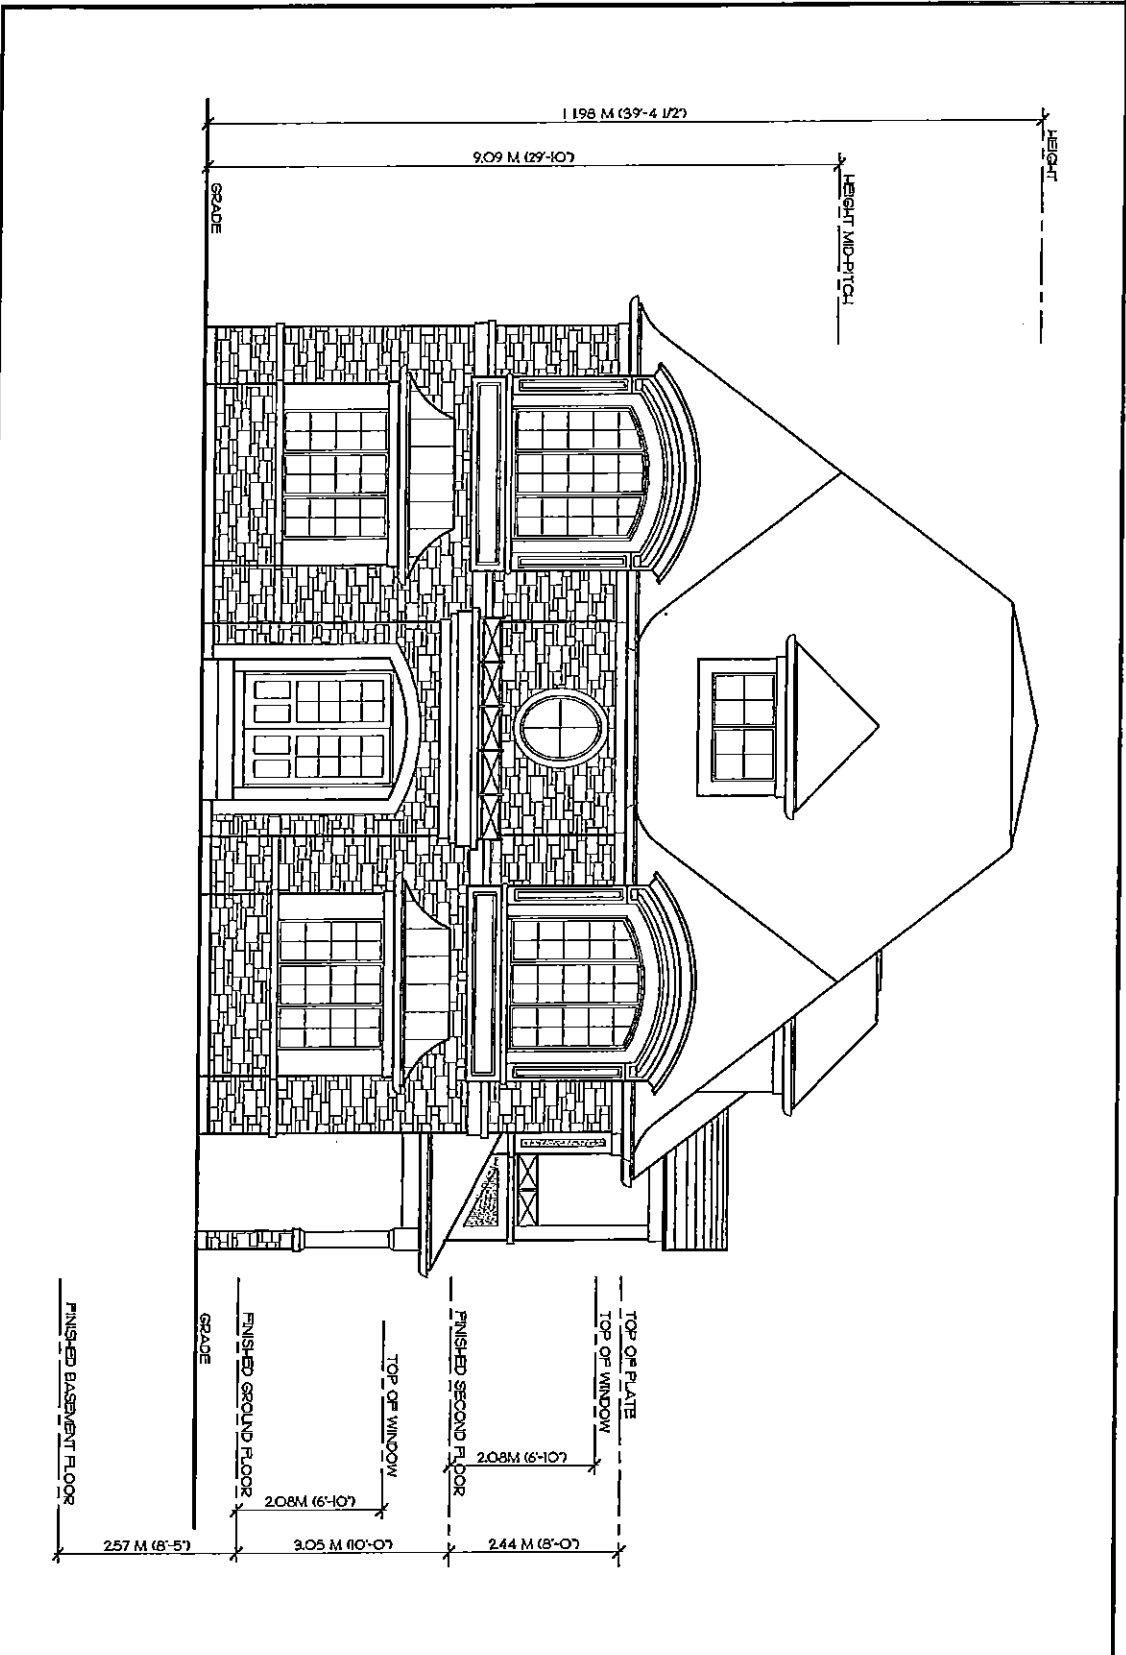 HEIGHT
11.98 M (39'-4 1/2")
HEIGHT MID-PITCH
9.09 M (29'-10")
GRADE
TOP OF PLATE
TOP OF WINDOW
2.08M (6'-10")
2.44 M (8'-0")
FINISHED SECOND FLOOR
TOP OF WINDOW
2.08M (6'-10")
3.05 M (10'-0")
FINISHED GROUND FLOOR
GRADE
2.57 M (8'-5")
FINISHED BASEMENT FLOOR